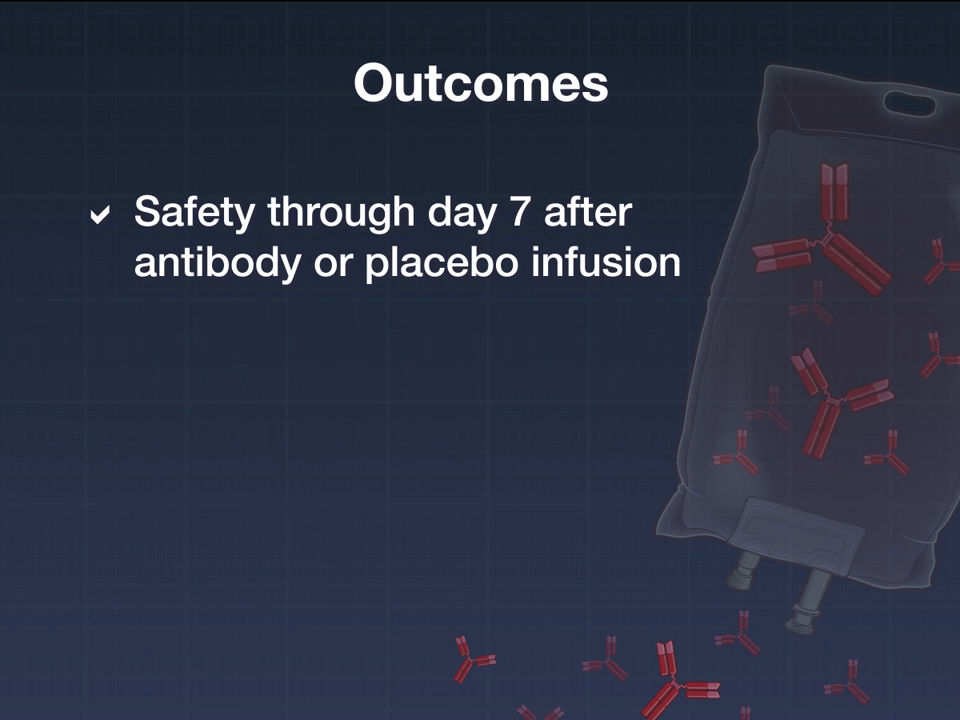 Outcomes
Safety through day 7 after
antibody or placebo infusion